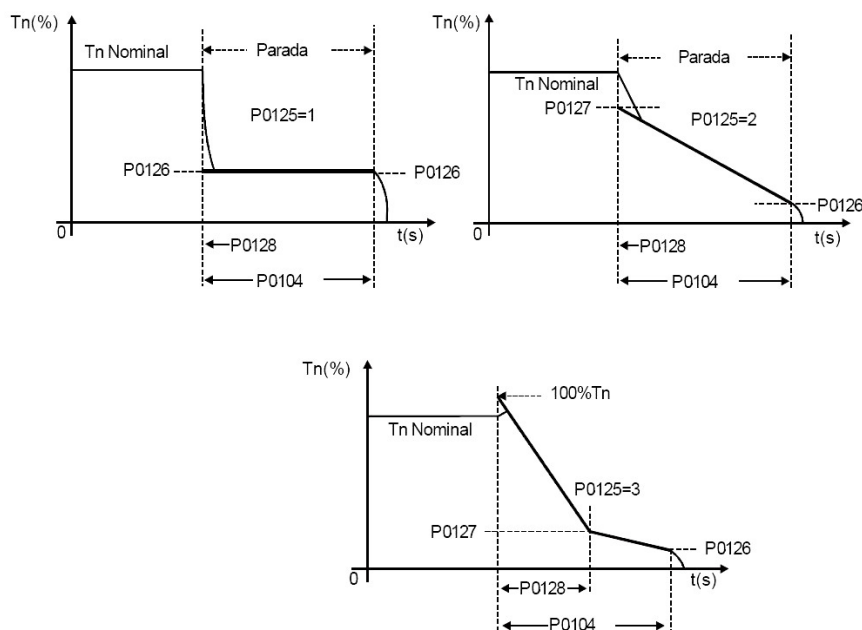 Tn(%)
Tn Nominal
Parada
P0125=1
P0126
P0126
0
t(s)
P0128
P0104
Tn(%)
Parada
Tn Nominal
P0127
P0125=2
P0126
0
t(s)
P0128
P0104
Tn(%)
100%Tn
Tn Nominal
P0125=3
P0127
P0126
0
t(s)
P0128
P0104